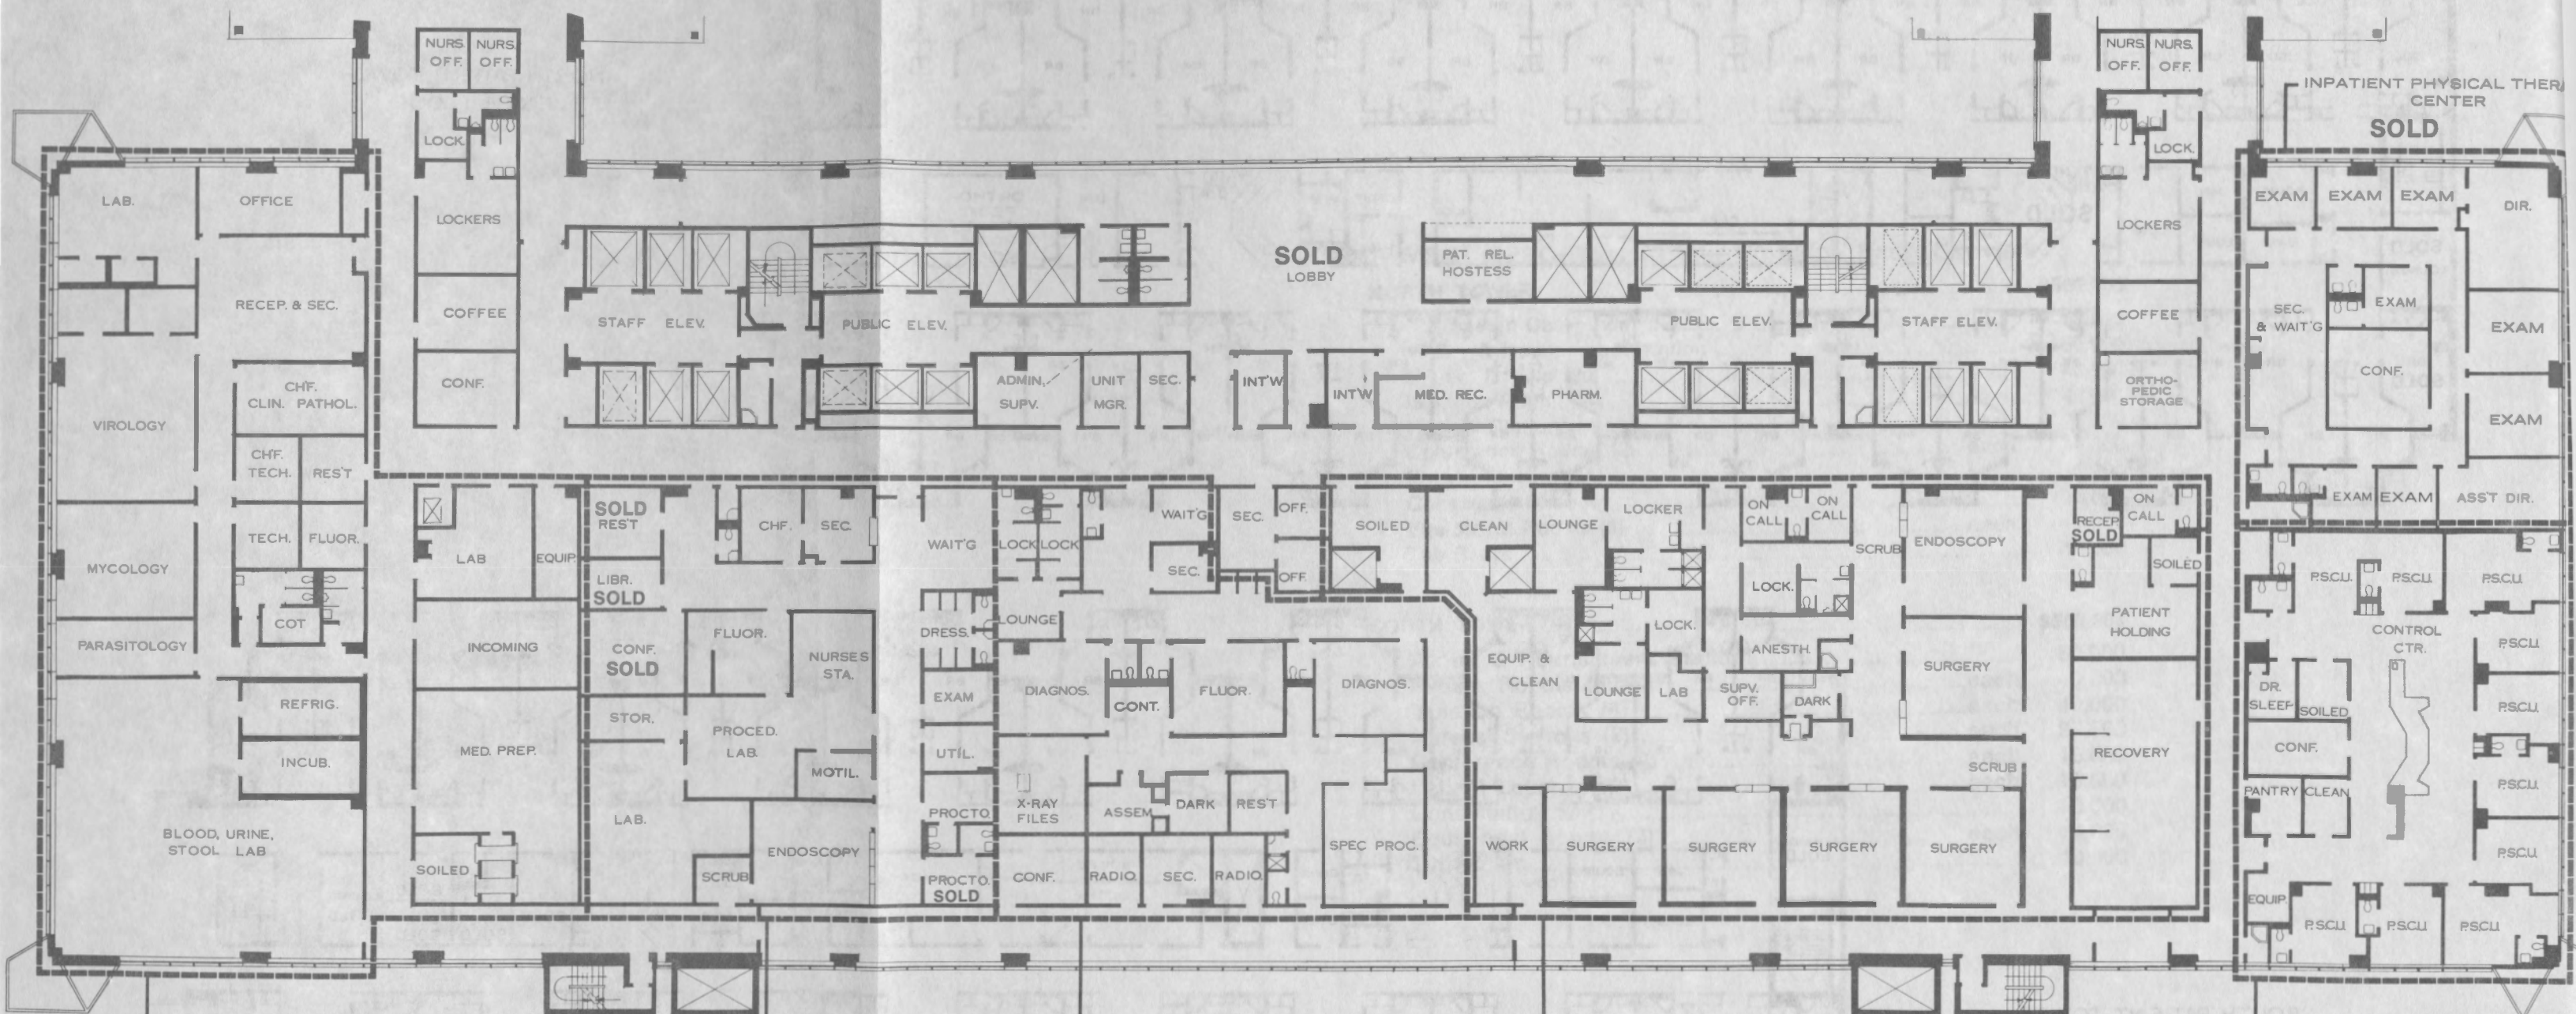 NURS. OFF.
NURS. OFF.
LOCK.
LOCKERS
COFFEE
CONF.
LAB.
OFFICE
RECEP. & SEC.
CH'F.
CLIN. PATHOL.
VIROLOGY
CH'F.
TECH.
RES'T
TECH.
FLUOR.
MYCOLOGY
COT
PARASITOLOGY
REFRIG.
INCUB.
BLOOD, URINE,
STOOL LAB
STAFF ELEV.
PUBLIC ELEV.
ADMIN.
SUPV.
UNIT
MGR.
SEC.
SOLD
LOBBY
INT'W
INT'W
MED. REC.
PAT. REL.
HOSTESS
PHARM.
PUBLIC ELEV.
STAFF ELEV.
NURS. OFF.
NURS. OFF.
LOCK.
LOCKERS
COFFEE
ORTHO-
PEDIC
STORAGE
INPATIENT PHYSICAL THER
CENTER
SOLD
EXAM
EXAM
EXAM
DIR.
SEC.
& WAIT'G
EXAM
CONF.
EXAM
EXAM
EXAM
EXAM
ASS'T DIR.
LAB
EQUIP.
INCOMING
MED. PREP.
SOILED
SOLD
RES'T
LIBR.
SOLD
CONF.
SOLD
STOR.
LAB.
CHF.
SEC.
FLUOR.
NURSES
STA.
PROCED.
LAB.
MOTIL.
SCRUB
ENDOSCOPY
WAIT'G
DRESS.
EXAM
UTIL.
PROCTO.
PROCTO.
SOLD
LOCK
LOCK
LOUNGE
WAIT'G
SEC.
SEC.
OFF.
OFF.
DIAGNOS.
CONT.
FLUOR.
DIAGNOS.
X-RAY
FILES
ASSEM.
DARK
RES'T
CONF.
RADIO.
SEC.
RADIO.
SPEC PROC.
SOILED
CLEAN
LOUNGE
LOCKER
ON
CALL
ON
CALL
SCRUB
ENDOSCOPY
LOCK.
LOCK.
EQUIP. &
CLEAN
LOUNGE
LAB
ANESTH.
SUPV.
OFF.
DARK
SURGERY
SCRUB
WORK
SURGERY
SURGERY
SURGERY
SURGERY
RECEP.
SOLD
ON
CALL
SOILED
PATIENT
HOLDING
RECOVERY
P.S.C.U.
P.S.C.U.
P.S.C.U.
CONTROL
CTR.
P.S.C.U.
DR.
SLEEP
SOILED
P.S.C.U.
CONF.
PANTRY
CLEAN
P.S.C.U.
P.S.C.U.
EQUIP.
P.S.C.U.
P.S.C.U.
P.S.C.U.